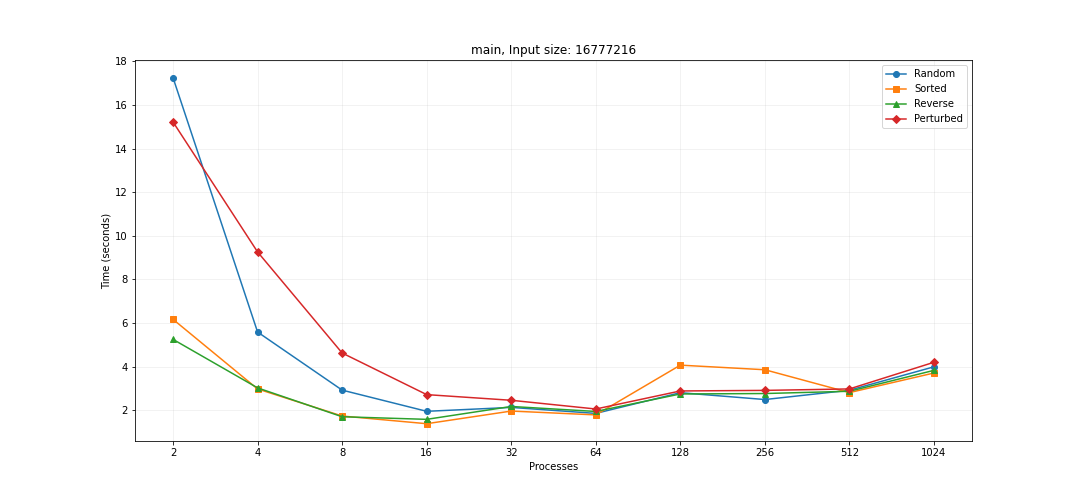 main, Input size: 16777216
Random
Sorted
Reverse
Perturbed
Time (seconds)
18
16
14
12
10
8
6
4
2
2 4 8 16 32 64 128 256 512 1024
Processes